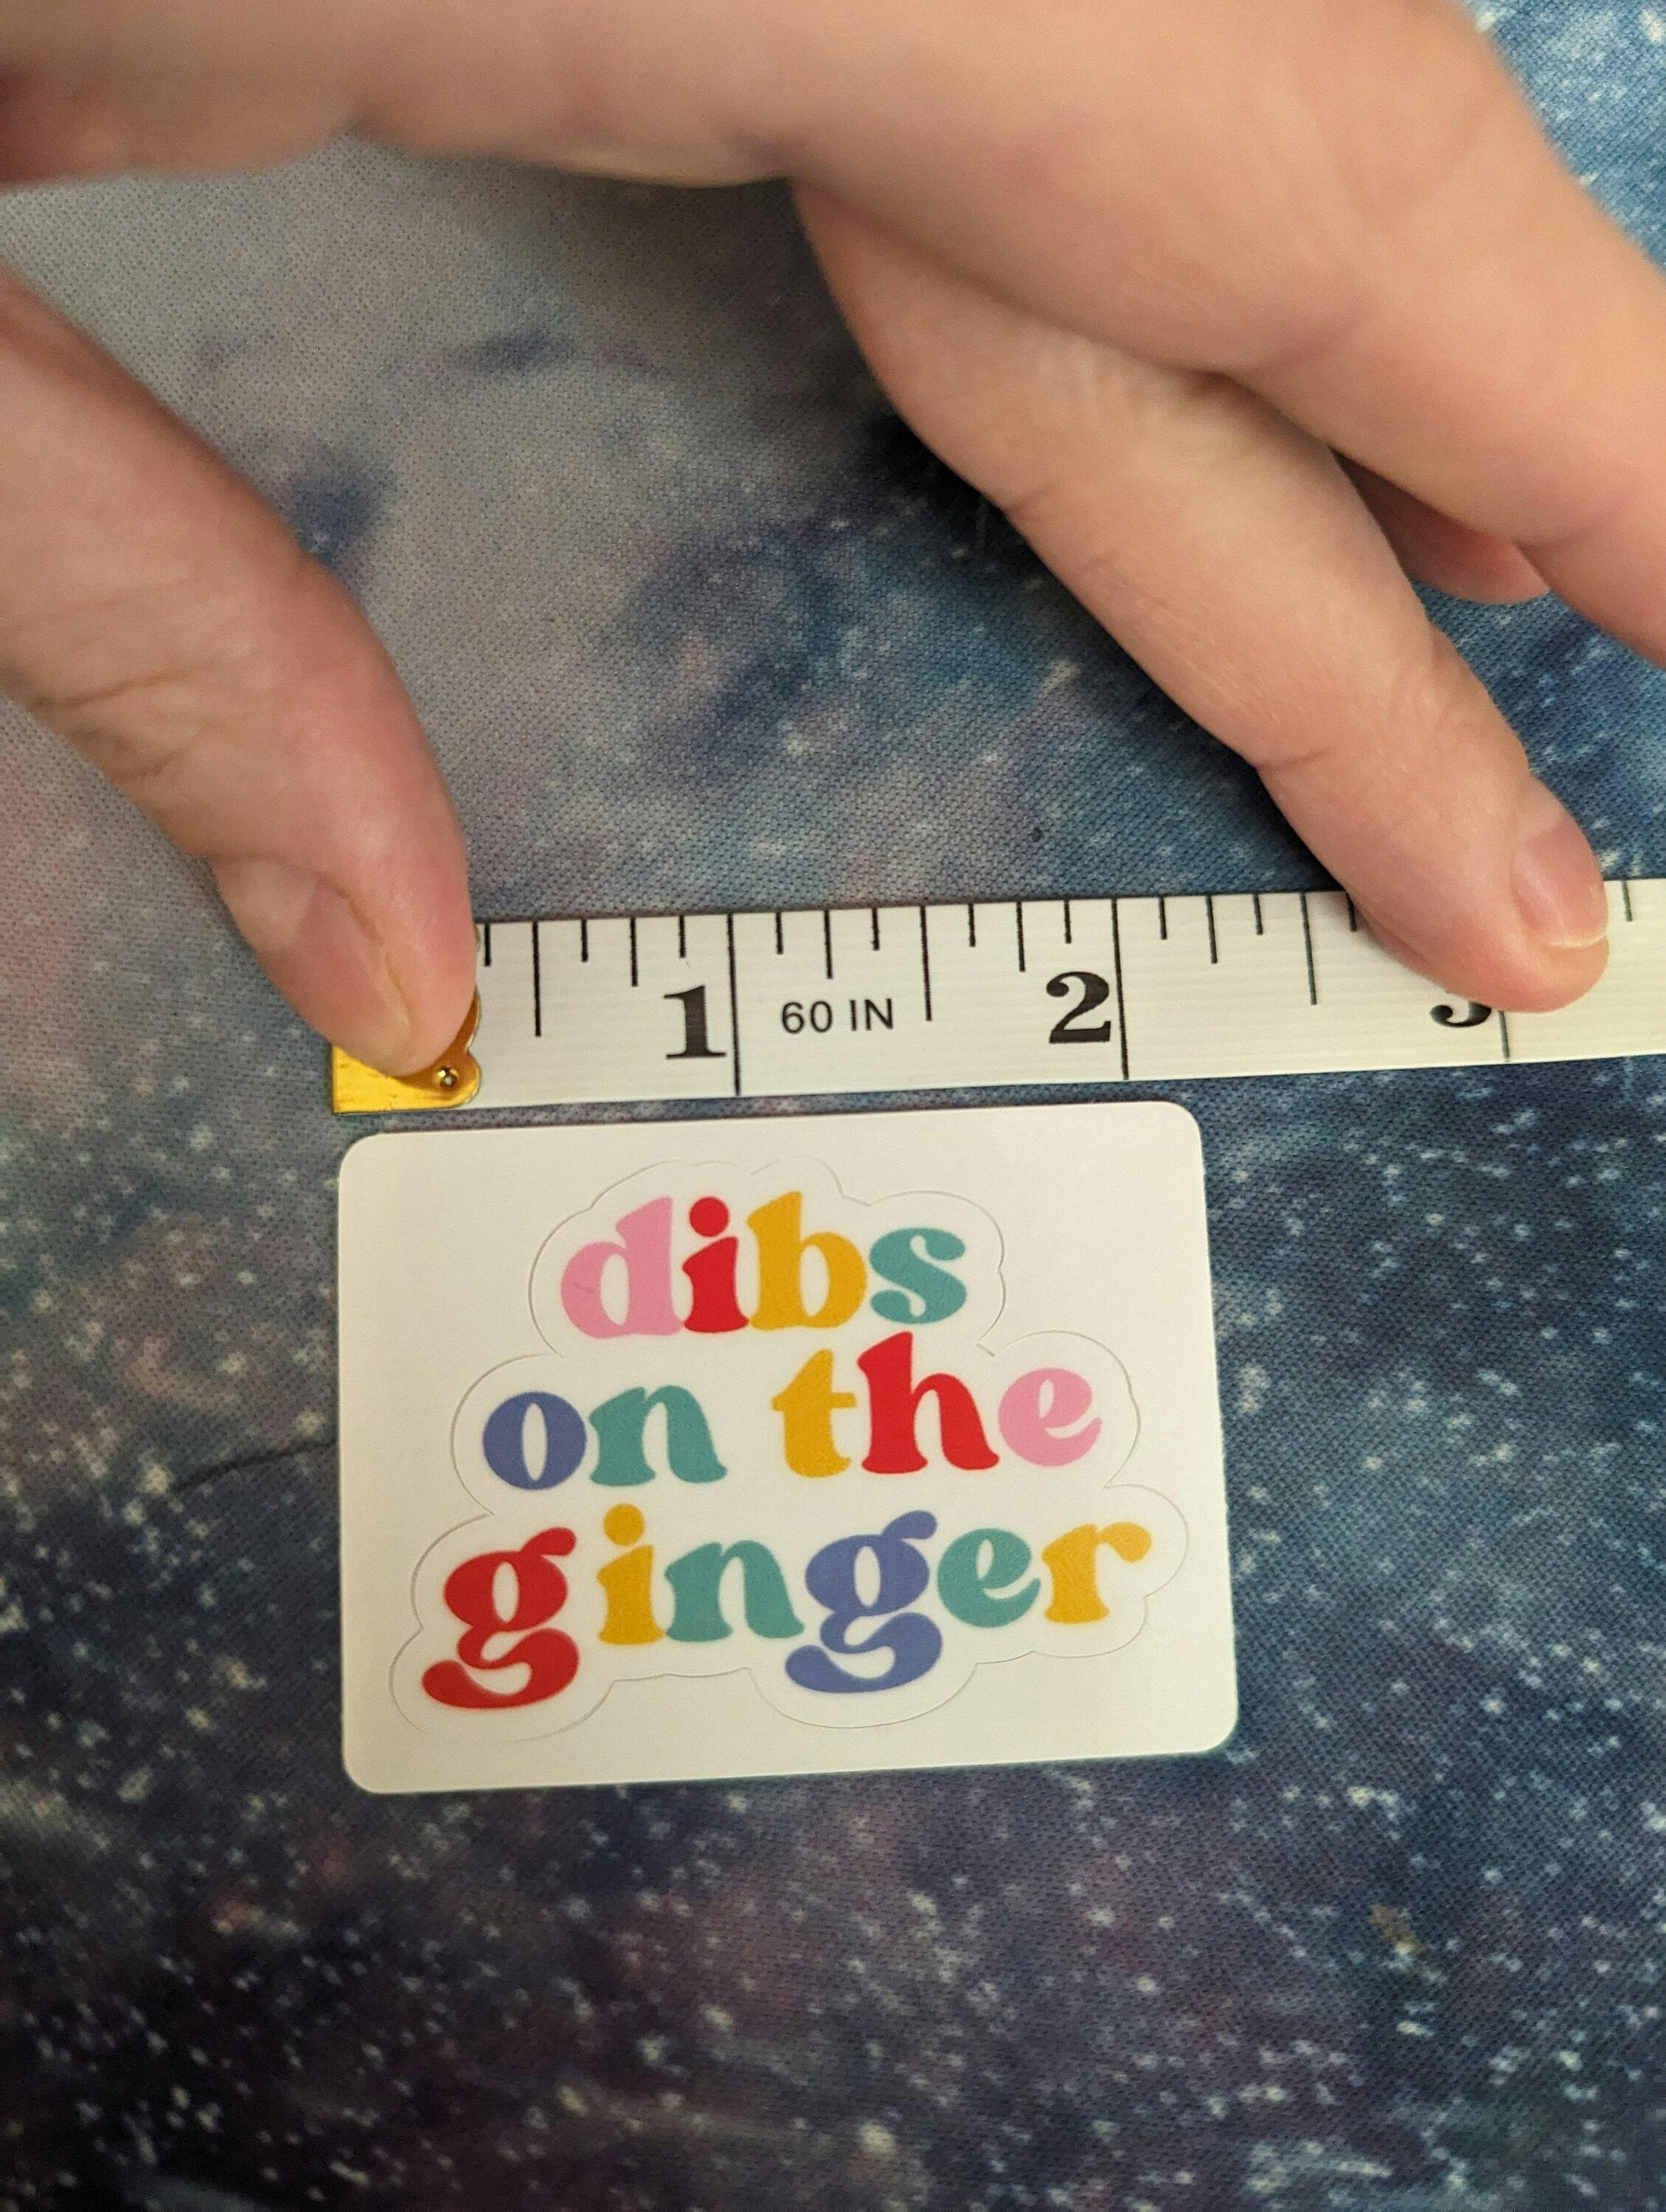 1 60 IN 2 3
dibs
on the
ginger